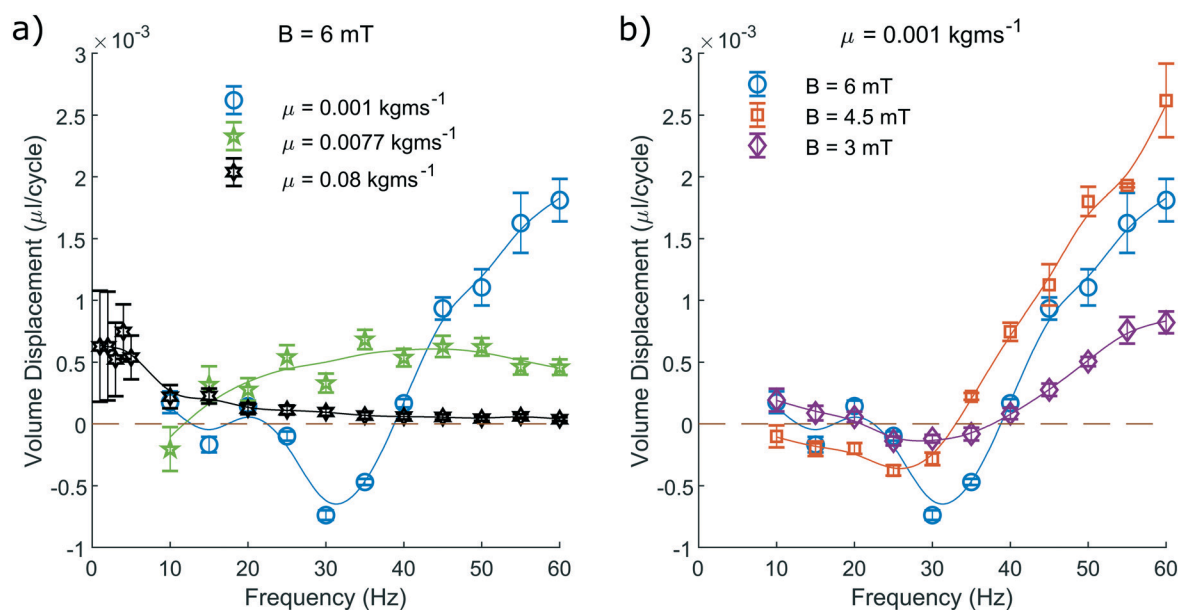 a)
B = 6 mT
×10⁻³
μ = 0.001 kgms⁻¹
μ = 0.0077 kgms⁻¹
μ = 0.08 kgms⁻¹
Volume Displacement (μl/cycle)
3
2.5
2
1.5
1
0.5
0
-0.5
-1
0 10 20 30 40 50 60
Frequency (Hz)
b)
μ = 0.001 kgms⁻¹
×10⁻³
B = 6 mT
B = 4.5 mT
B = 3 mT
Volume Displacement (μl/cycle)
3
2.5
2
1.5
1
0.5
0
-0.5
-1
0 10 20 30 40 50 60
Frequency (Hz)